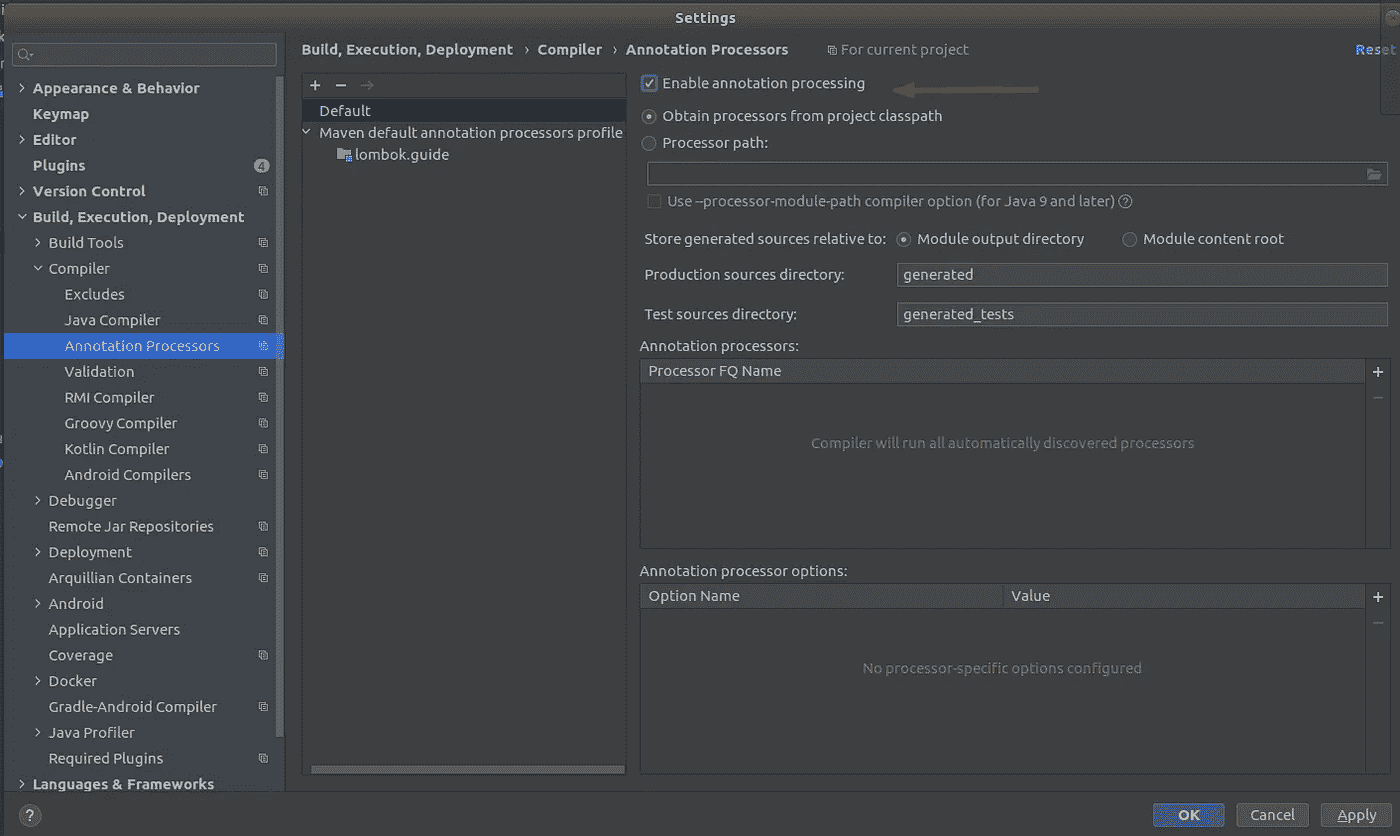 Settings
Build, Execution, Deployment › Compiler › Annotation Processors For current project Reset
Appearance & Behavior
Keymap
Editor
Plugins 4
Version Control
Build, Execution, Deployment
Build Tools
Compiler
Excludes
Java Compiler
Annotation Processors
Validation
RMI Compiler
Groovy Compiler
Kotlin Compiler
Android Compilers
Debugger
Remote Jar Repositories
Deployment
Arquillian Containers
Android
Application Servers
Coverage
Docker
Gradle-Android Compiler
Java Profiler
Required Plugins
Languages & Frameworks
Default
Maven default annotation processors profile
lombok.guide
Enable annotation processing
Obtain processors from project classpath
Processor path:
Use --processor-module-path compiler option (for Java 9 and later) ?
Store generated sources relative to: Module output directory Module content root
Production sources directory: generated
Test sources directory: generated_tests
Annotation processors:
Processor FQ Name
Compiler will run all automatically discovered processors
Annotation processor options:
Option Name Value
No processor-specific options configured
? OK Cancel Apply